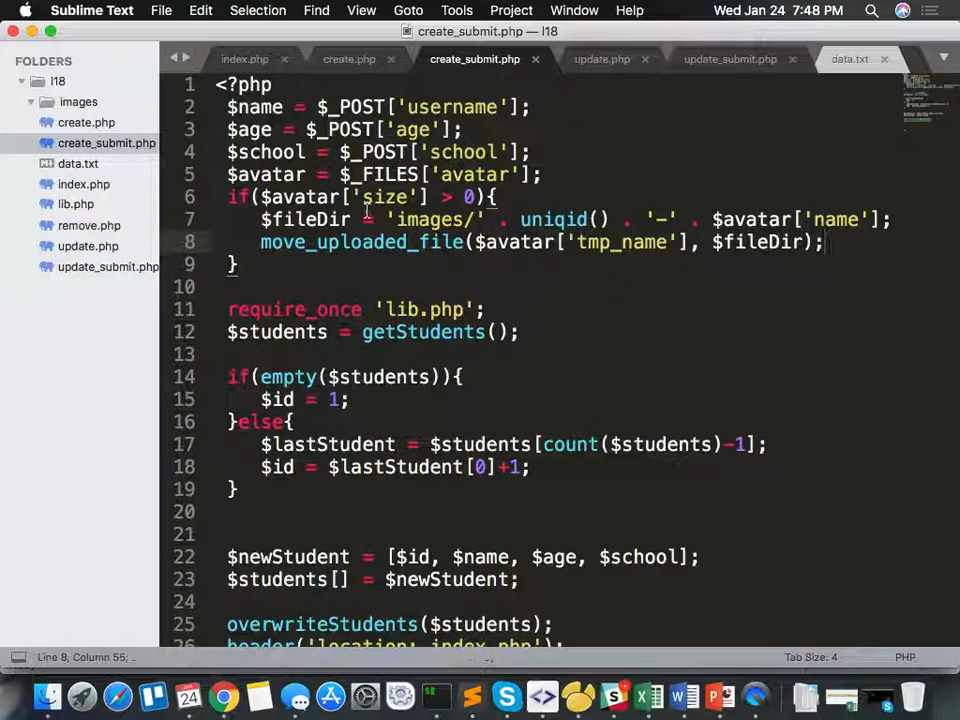 Sublime Text File Edit Selection Find View Goto Tools Project Window Help Wed Jan 24 7:48 PM
create_submit.php — l18
FOLDERS
l18
images
create.php
create_submit.php
data.txt
index.php
lib.php
remove.php
update.php
update_submit.php
index.php create.php create_submit.php update.php update_submit.php data.txt
1 <?php
2 $name = $_POST['username'];
3 $age = $_POST['age'];
4 $school = $_POST['school'];
5 $avatar = $_FILES['avatar'];
6 if($avatar['size'] > 0){
7 $fileDir = 'images/' . uniqid() . '-' . $avatar['name'];
8 move_uploaded_file($avatar['tmp_name'], $fileDir);
9 }
10
11 require_once 'lib.php';
12 $students = getStudents();
13
14 if(empty($students)){
15 $id = 1;
16 }else{
17 $lastStudent = $students[count($students)-1];
18 $id = $lastStudent[0]+1;
19 }
20
21
22 $newStudent = [$id, $name, $age, $school];
23 $students[] = $newStudent;
24
25 overwriteStudents($students);
26 header('location: index.php');
Line 8, Column 55; Tab Size: 4 PHP